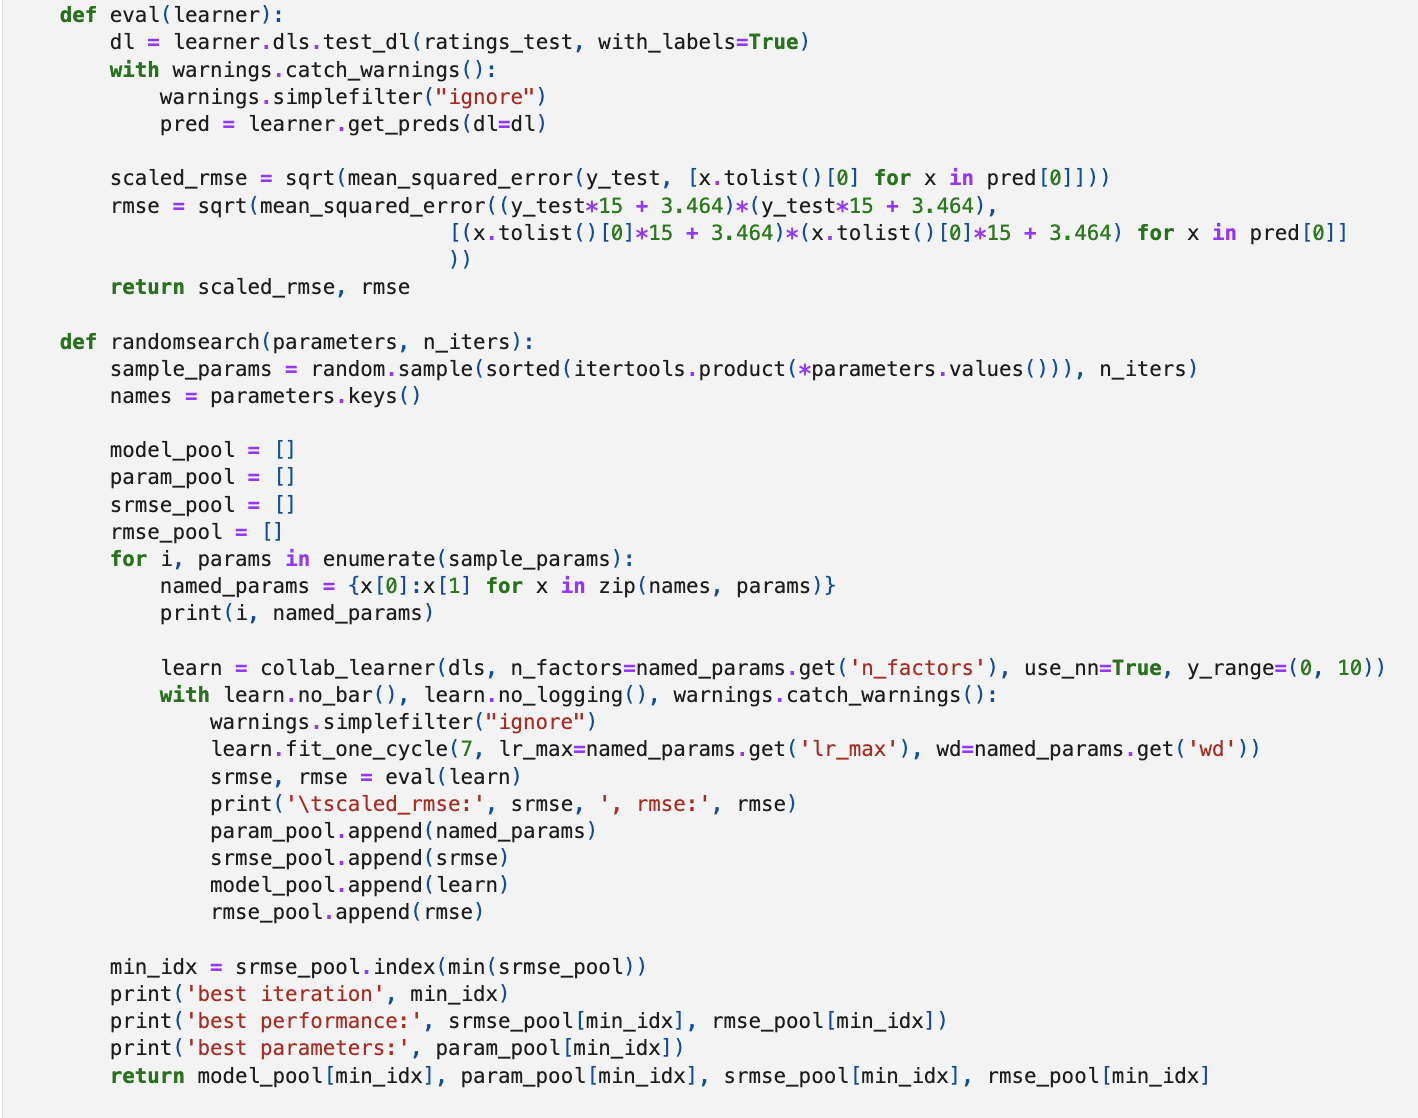 def eval(learner):
    dl = learner.dls.test_dl(ratings_test, with_labels=True)
    with warnings.catch_warnings():
        warnings.simplefilter("ignore")
        pred = learner.get_preds(dl=dl)

    scaled_rmse = sqrt(mean_squared_error(y_test, [x.tolist()[0] for x in pred[0]]))
    rmse = sqrt(mean_squared_error((y_test*15 + 3.464)*(y_test*15 + 3.464),
                               [(x.tolist()[0]*15 + 3.464)*(x.tolist()[0]*15 + 3.464) for x in pred[0]]
                               ))
    return scaled_rmse, rmse

def randomsearch(parameters, n_iters):
    sample_params = random.sample(sorted(itertools.product(*parameters.values())), n_iters)
    names = parameters.keys()

    model_pool = []
    param_pool = []
    srmse_pool = []
    rmse_pool = []
    for i, params in enumerate(sample_params):
        named_params = {x[0]:x[1] for x in zip(names, params)}
        print(i, named_params)

        learn = collab_learner(dls, n_factors=named_params.get('n_factors'), use_nn=True, y_range=(0, 10))
        with learn.no_bar(), learn.no_logging(), warnings.catch_warnings():
            warnings.simplefilter("ignore")
            learn.fit_one_cycle(7, lr_max=named_params.get('lr_max'), wd=named_params.get('wd'))
            srmse, rmse = eval(learn)
            print('\tscaled_rmse:', srmse, ', rmse:', rmse)
            param_pool.append(named_params)
            srmse_pool.append(srmse)
            model_pool.append(learn)
            rmse_pool.append(rmse)

    min_idx = srmse_pool.index(min(srmse_pool))
    print('best iteration', min_idx)
    print('best performance:', srmse_pool[min_idx], rmse_pool[min_idx])
    print('best parameters:', param_pool[min_idx])
    return model_pool[min_idx], param_pool[min_idx], srmse_pool[min_idx], rmse_pool[min_idx]